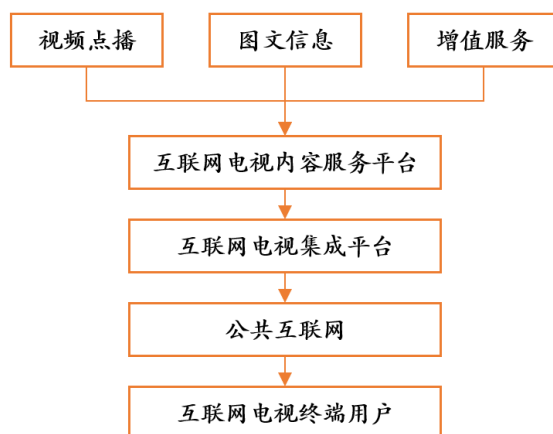 视频点播
图文信息
增值服务
互联网电视内容服务平台
互联网电视集成平台
公共互联网
互联网电视终端用户